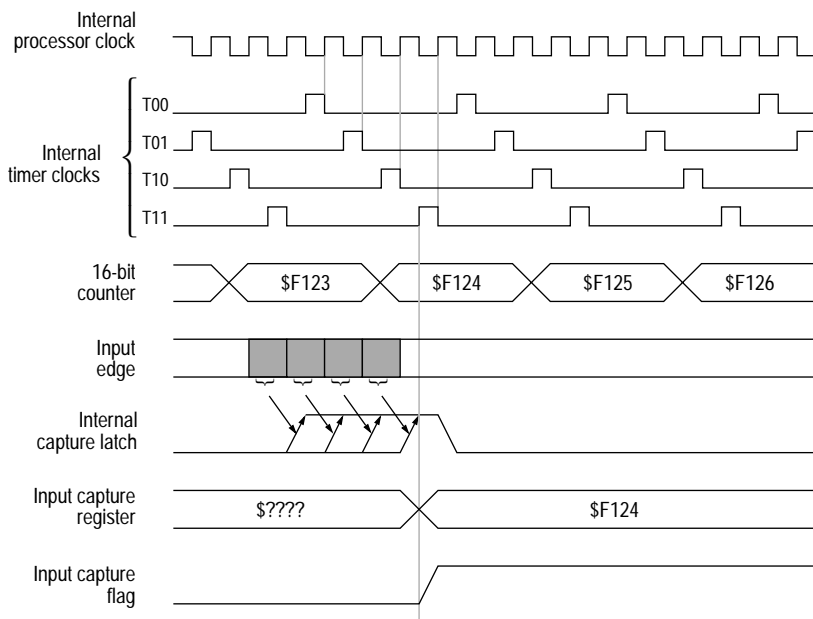 Internal
processor clock
T00
T01
Internal
timer clocks
T10
T11
16-bit
counter
$F123
$F124
$F125
$F126
Input
edge
Internal
capture latch
Input capture
register
$????
$F124
Input capture
flag